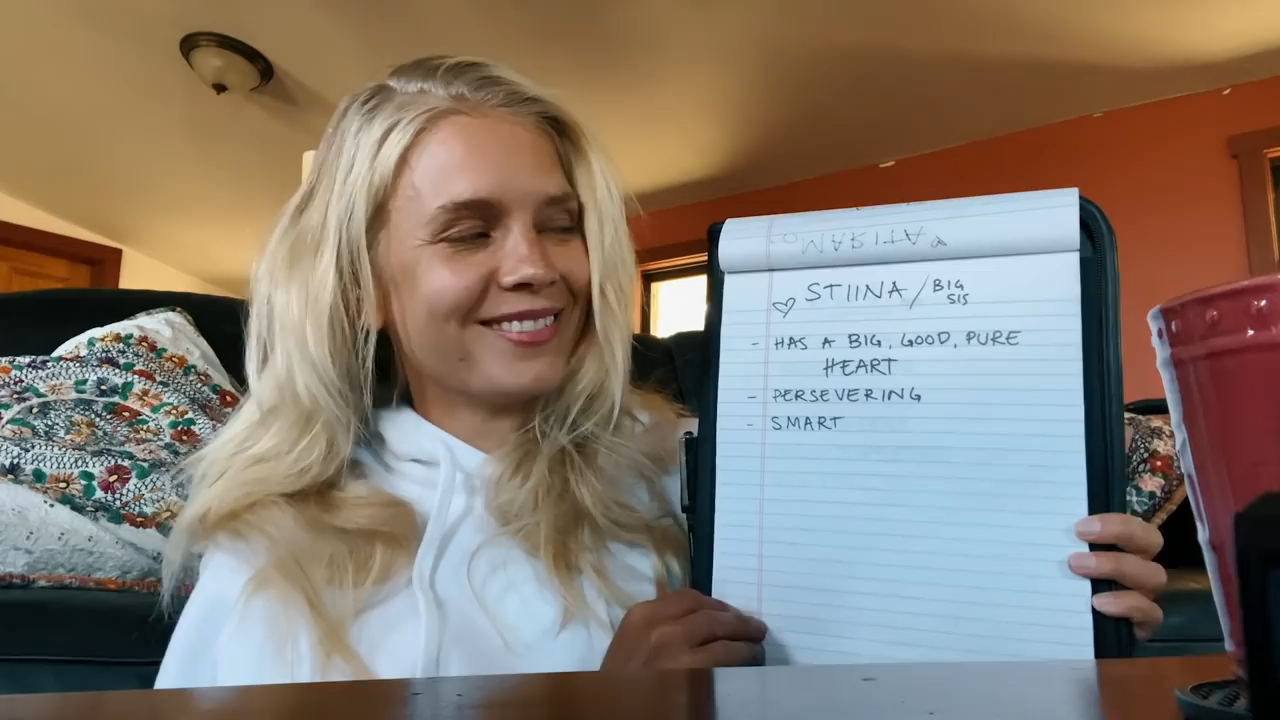 ♡ STIINA / BIG SIS
- HAS A BIG, GOOD, PURE
HEART
- PERSEVERING
- SMART